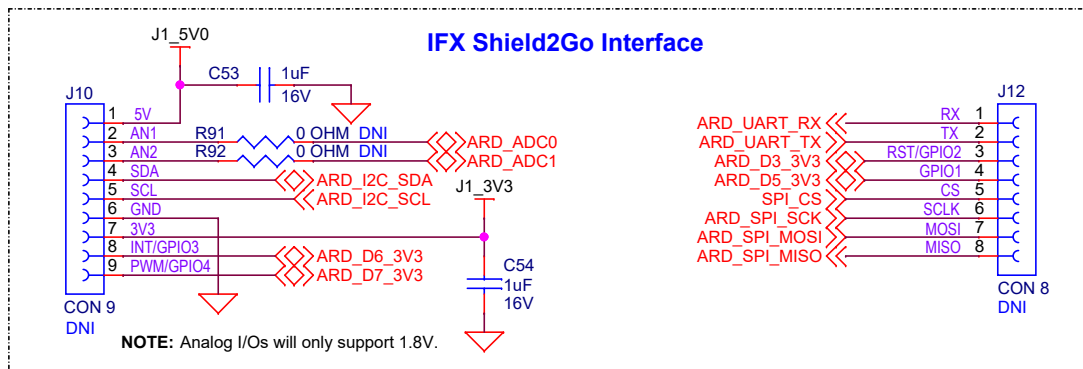 IFX Shield2Go Interface
J1_5V0
C53 1uF
16V
J10
1 5V
2 AN1 R91 0 OHM DNI ARD_ADC0
3 AN2 R92 0 OHM DNI ARD_ADC1
4 SDA ARD_I2C_SDA
5 SCL ARD_I2C_SCL
6 GND
7 3V3 J1_3V3
8 INT/GPIO3 ARD_D6_3V3
9 PWM/GPIO4 ARD_D7_3V3
C54
1uF
16V
CON 9
DNI
NOTE: Analog I/Os will only support 1.8V.
J12
ARD_UART_RX RX 1
ARD_UART_TX TX 2
ARD_D3_3V3 RST/GPIO2 3
ARD_D5_3V3 GPIO1 4
SPI_CS CS 5
ARD_SPI_SCK SCLK 6
ARD_SPI_MOSI MOSI 7
ARD_SPI_MISO MISO 8
CON 8
DNI